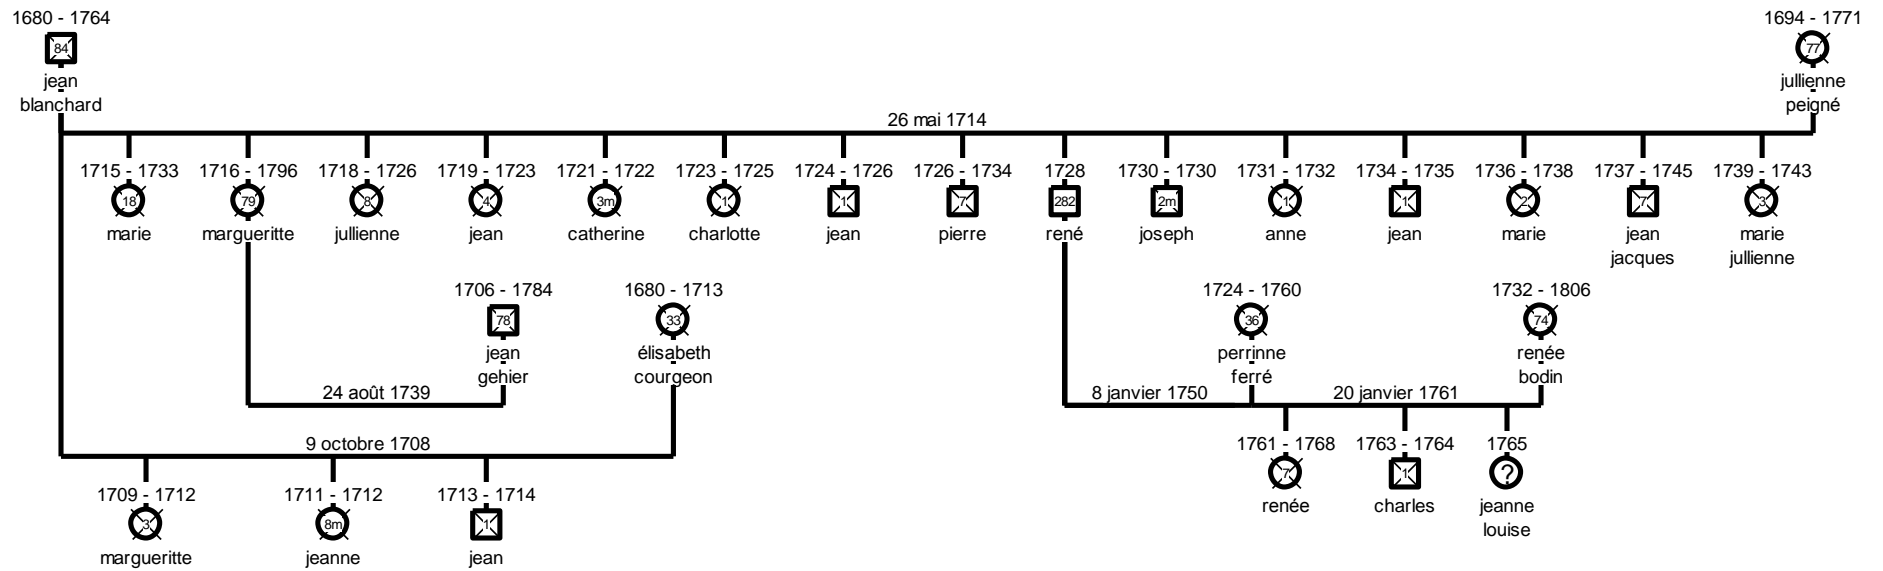 1680 - 1764
84
jean
blanchard
1694 - 1771
77
jullienne
peigné
26 mai 1714
1715 - 1733
18
marie
1716 - 1796
79
margueritte
1718 - 1726
8
jullienne
1719 - 1723
4
jean
1721 - 1722
3m
catherine
1723 - 1725
1
charlotte
1724 - 1726
1
jean
1726 - 1734
7
pierre
1728
282
rené
1730 - 1730
2m
joseph
1731 - 1732
1
anne
1734 - 1735
1
jean
1736 - 1738
2
marie
1737 - 1745
7
jean
jacques
1739 - 1743
3
marie
jullienne
1706 - 1784
78
jean
gehier
1680 - 1713
33
élisabeth
courgeon
1724 - 1760
36
perrinne
ferré
1732 - 1806
74
renée
bodin
24 août 1739
8 janvier 1750
20 janvier 1761
9 octobre 1708
1761 - 1768
7
renée
1763 - 1764
1
charles
1765
?
jeanne
louise
1709 - 1712
3
margueritte
1711 - 1712
8m
jeanne
1713 - 1714
1
jean